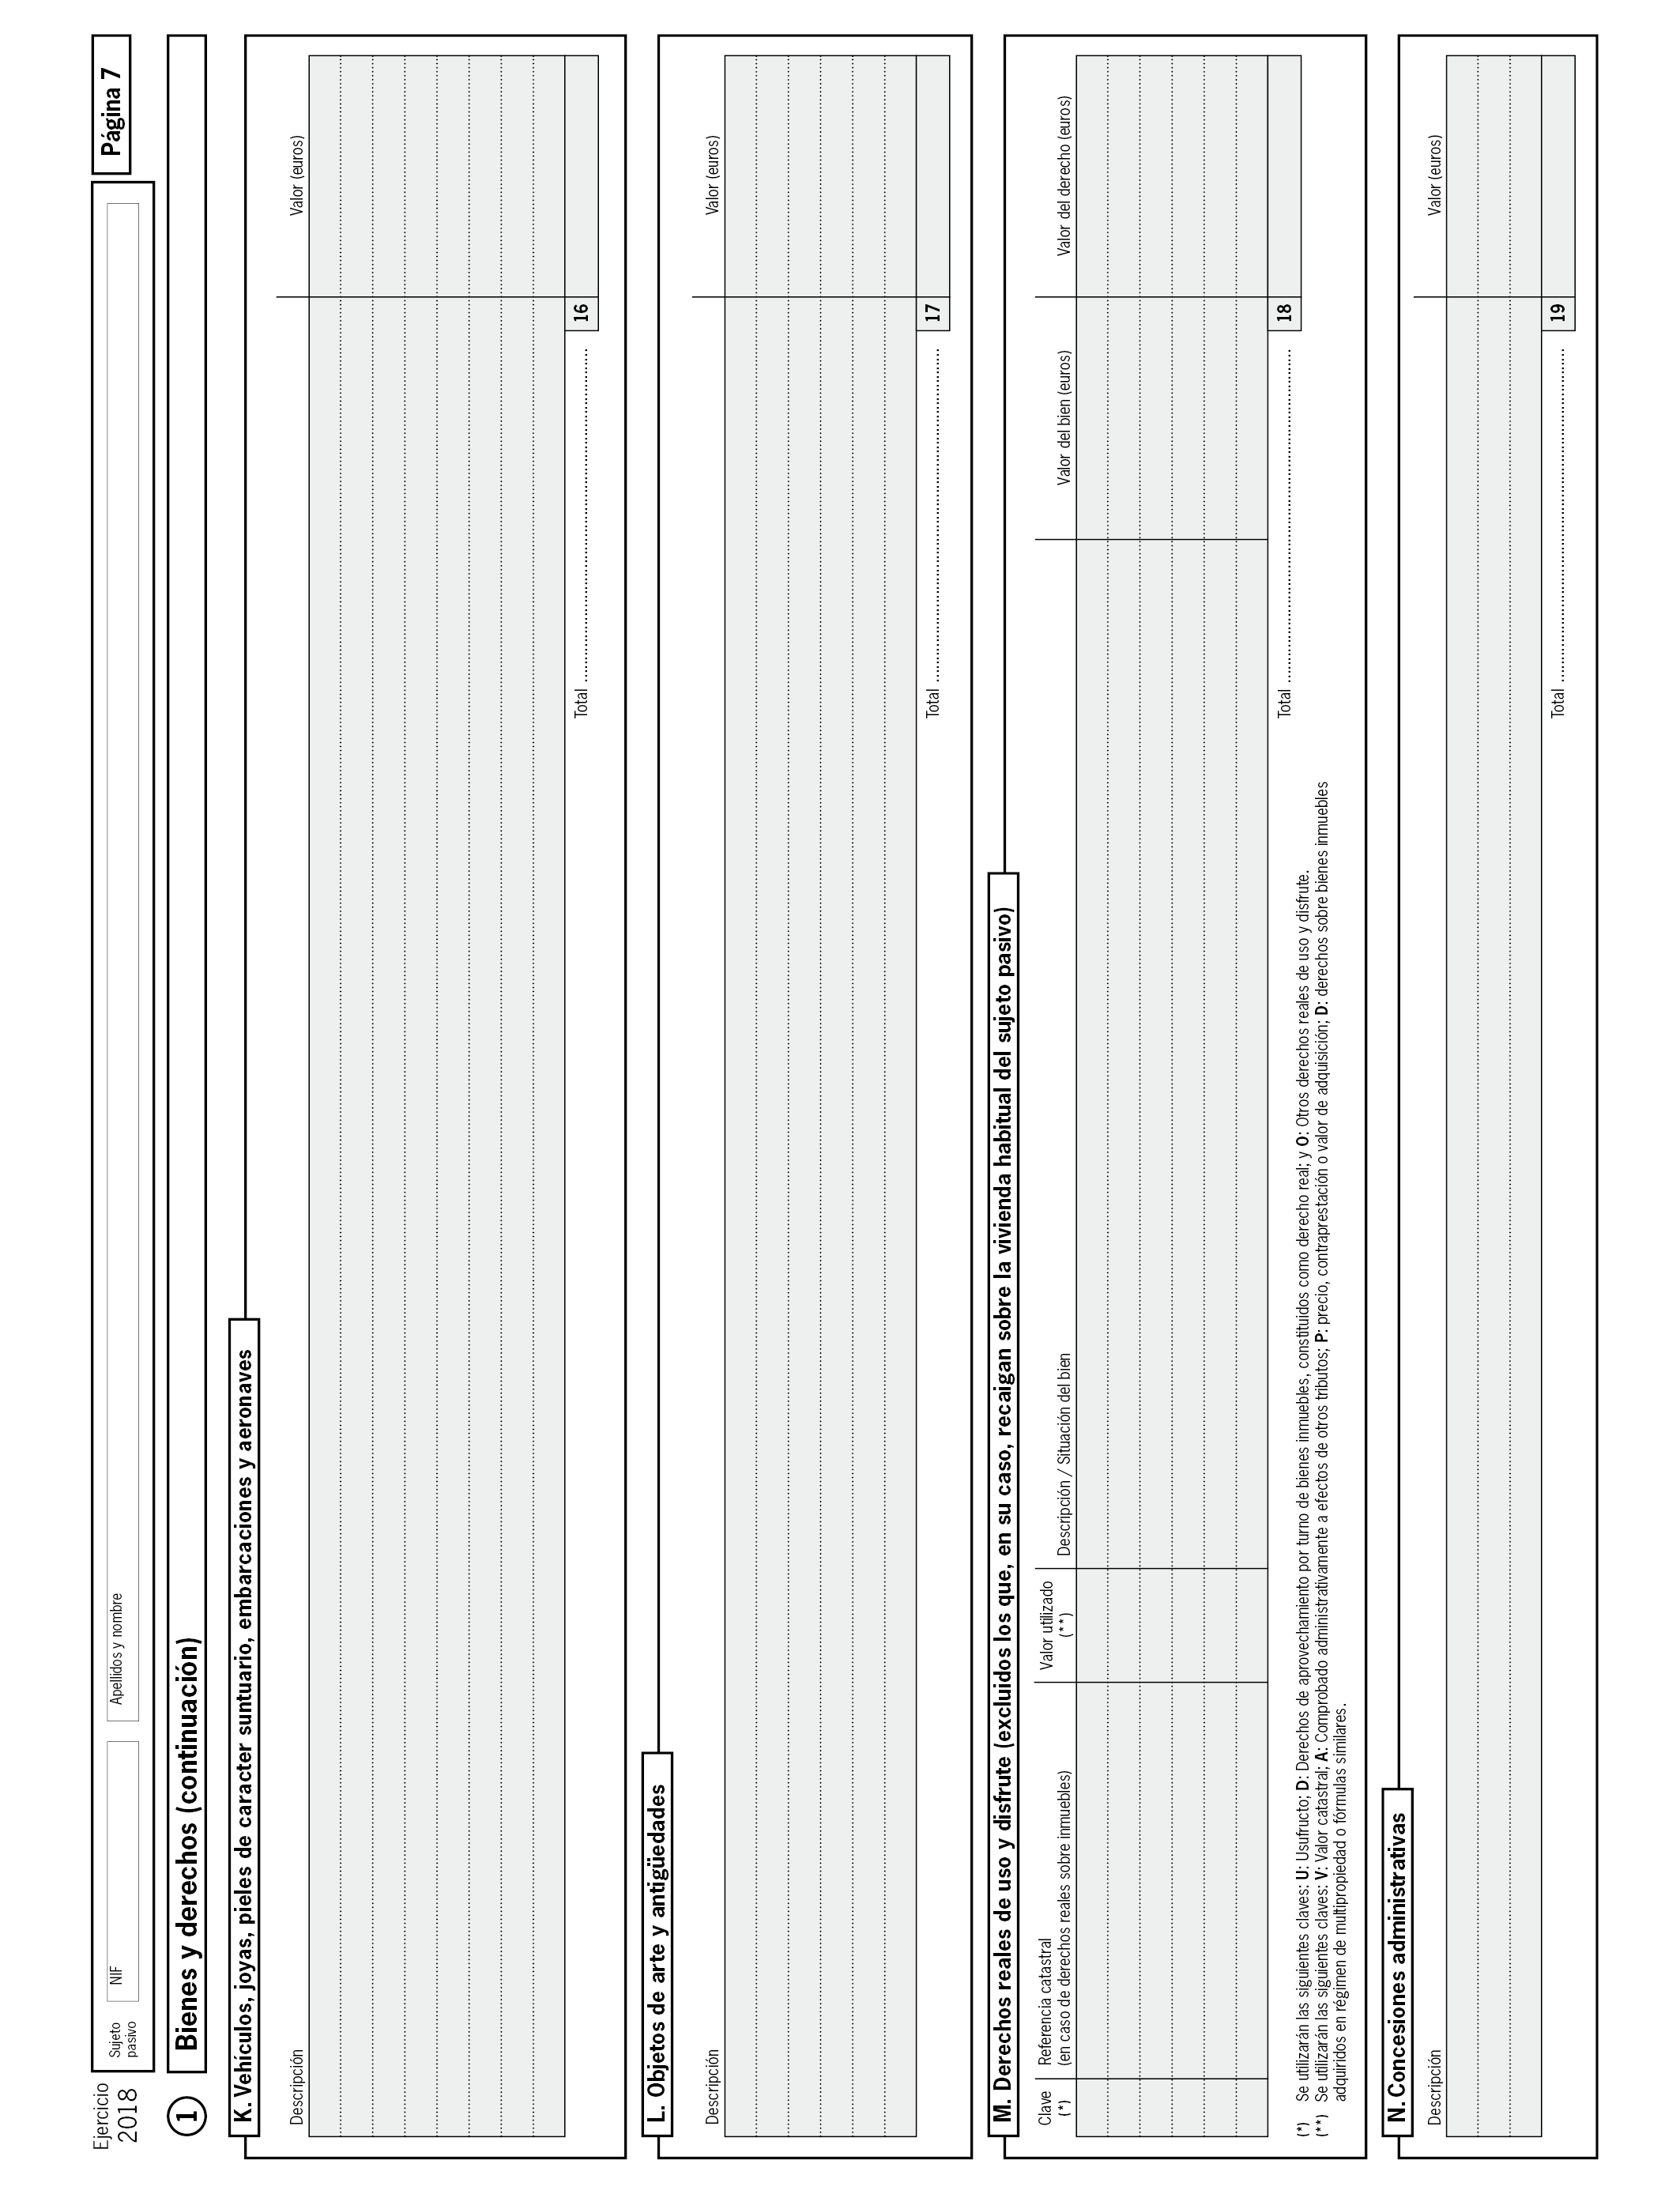 Ejercicio
2018
Sujeto
pasivo
NIF
Apellidos y nombre
Página 7
1
Bienes y derechos (continuación)
K. Vehículos, joyas, pieles de caracter suntuario, embarcaciones y aeronaves
Descripción
Valor (euros)
Total ........................................................................
16
L. Objetos de arte y antigüedades
Descripción
Valor (euros)
Total ........................................................................
17
M. Derechos reales de uso y disfrute (excluidos los que, en su caso, recaigan sobre la vivienda habitual del sujeto pasivo)
Clave
(*)
Referencia catastral
(en caso de derechos reales sobre inmuebles)
Valor utilizado
(**)
Descripción / Situación del bien
Valor del bien (euros)
Valor del derecho (euros)
Total ........................................................................
18
(*) Se utilizarán las siguientes claves: U: Usufructo; D: Derechos de aprovechamiento por turno de bienes inmuebles, constituidos como derecho real; y O: Otros derechos reales de uso y disfrute.
(**) Se utilizarán las siguientes claves: V: Valor catastral; A: Comprobado administrativamente a efectos de otros tributos; P: precio, contraprestación o valor de adquisición; D: derechos sobre bienes inmuebles
adquiridos en régimen de multipropiedad o fórmulas similares.
N. Concesiones administrativas
Descripción
Valor (euros)
Total ........................................................................
19